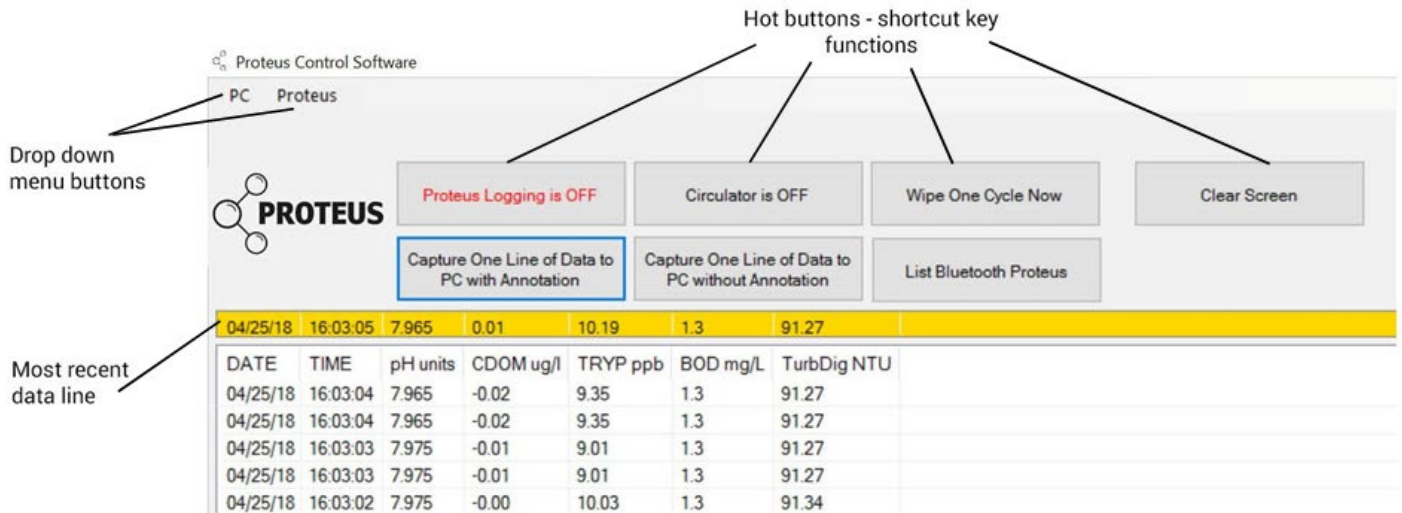 Hot buttons - shortcut key
functions
Proteus Control Software
PC Proteus
Drop down
menu buttons
PROTEUS
Proteus Logging is OFF
Circulator is OFF
Wipe One Cycle Now
Clear Screen
Capture One Line of Data to
PC with Annotation
Capture One Line of Data to
PC without Annotation
List Bluetooth Proteus
04/25/18 16:03:05 7.965 0.01 10.19 1.3 91.27
Most recent
data line
DATE TIME pH units CDOM ug/l TRYP ppb BOD mg/L TurbDig NTU
04/25/18 16:03:04 7.965 -0.02 9.35 1.3 91.27
04/25/18 16:03:04 7.965 -0.02 9.35 1.3 91.27
04/25/18 16:03:03 7.975 -0.01 9.01 1.3 91.27
04/25/18 16:03:03 7.975 -0.01 9.01 1.3 91.27
04/25/18 16:03:02 7.975 -0.00 10.03 1.3 91.34